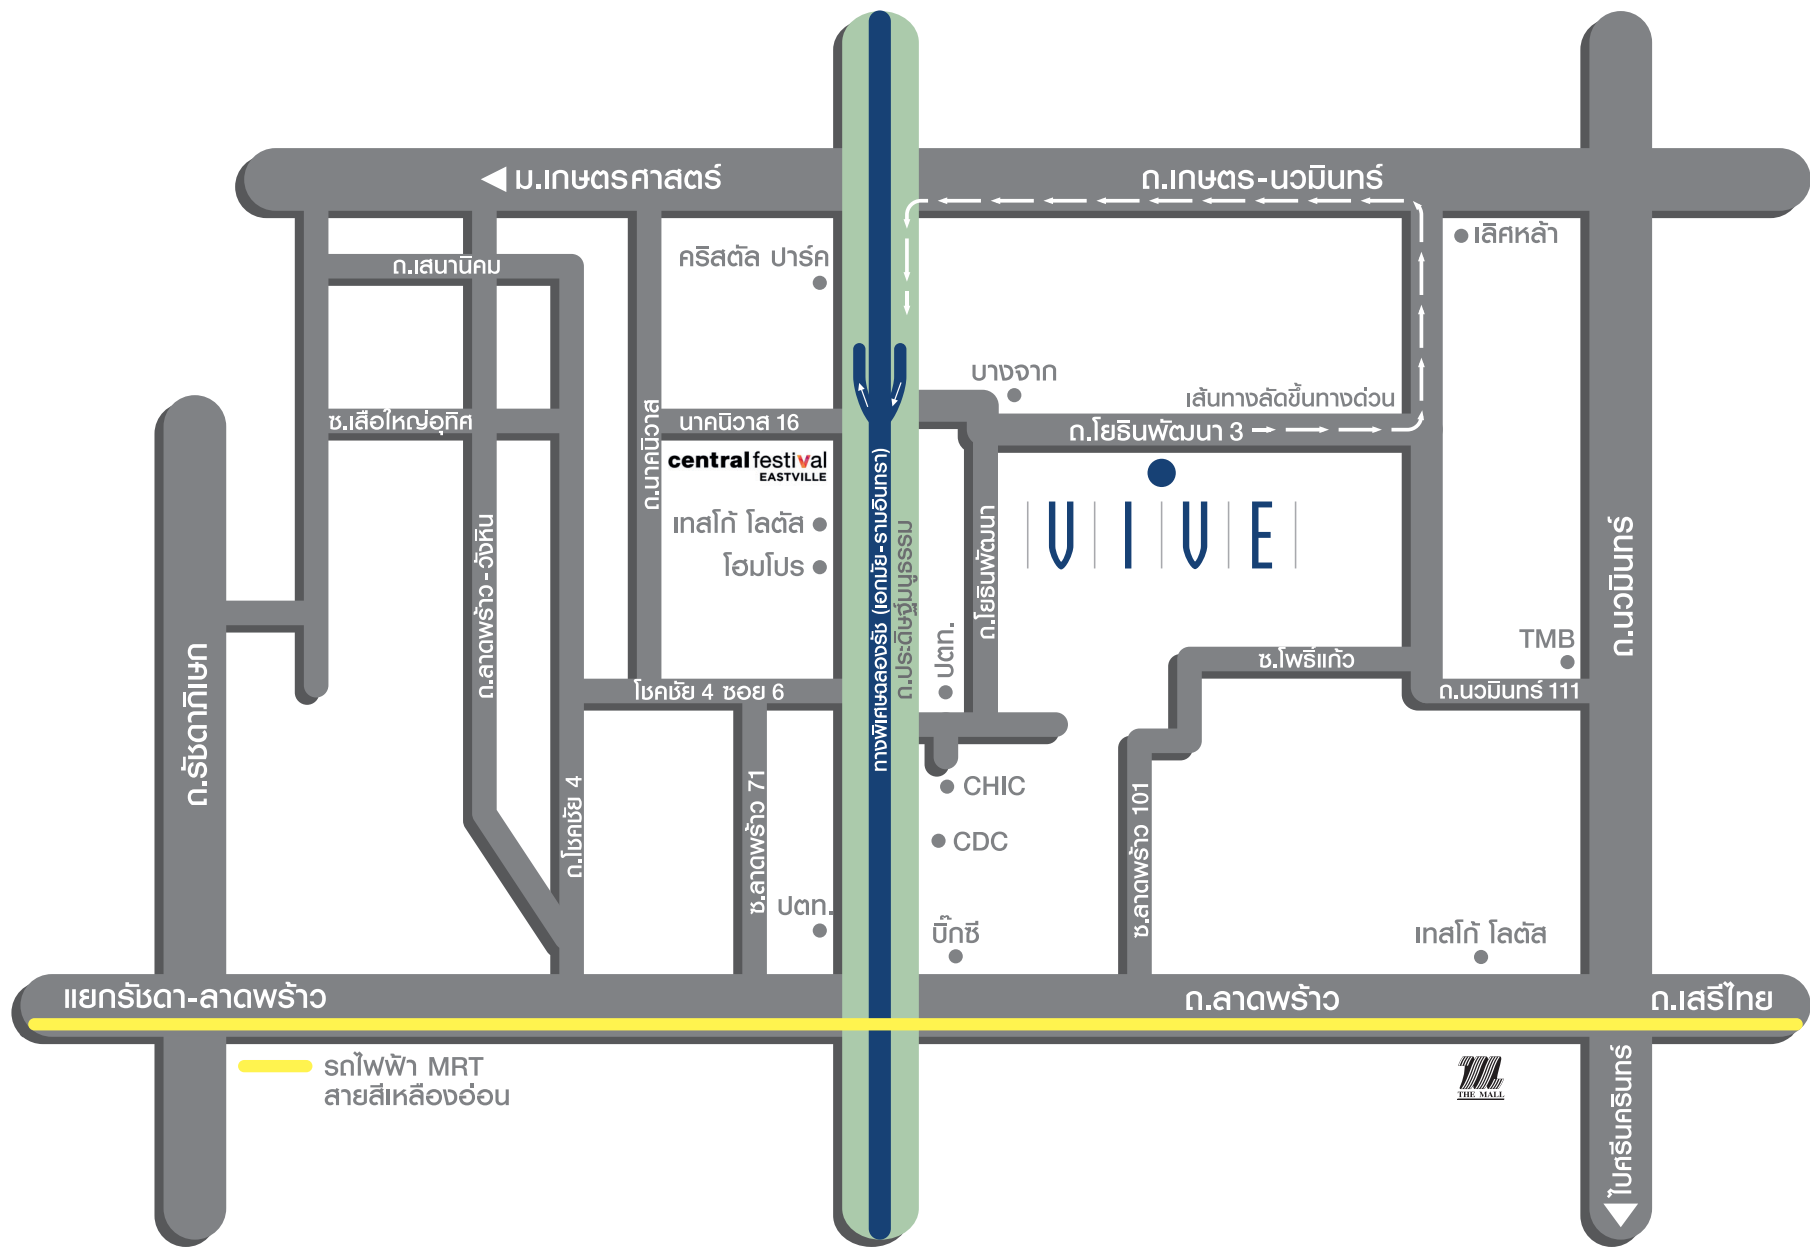 ม.เกษตรศาสตร์
ถ.เกษตร-นวมินทร์
เลิศหล้า
คริสตัล ปาร์ค
ถ.เสนานิคม
บางจาก
เส้นทางลัดขึ้นทางด่วน
ซ.เสือใหญ่อุทิศ
นาคนิวาส 16
ถ.โยธินพัฒนา 3
ถ.นาคนิวาส
centralfestival
EASTVILLE
เทสโก้ โลตัส
โฮมโปร
VIVE
ถ.ลาดพร้าว-วังหิน
ทางพิเศษฉลองรัช (เอกมัย-รามอินทรา)
ถ.ประดิษฐ์มนูธรรม
ถ.โยธินพัฒนา
ปตท.
ถ.นวมินทร์
TMB
ซ.โพธิ์แก้ว
โชคชัย 4 ซอย 6
ถ.นวมินทร์ 111
ถ.รัชดาภิเษก
ถ.โชคชัย 4
ซ.ลาดพร้าว 71
CHIC
CDC
ซ.ลาดพร้าว 101
ปตท.
บิ๊กซี
เทสโก้ โลตัส
แยกรัชดา-ลาดพร้าว
ถ.ลาดพร้าว
ถ.เสรีไทย
รถไฟฟ้า MRT
สายสีเหลืองอ่อน
THE MALL
ไปศรีนครินทร์